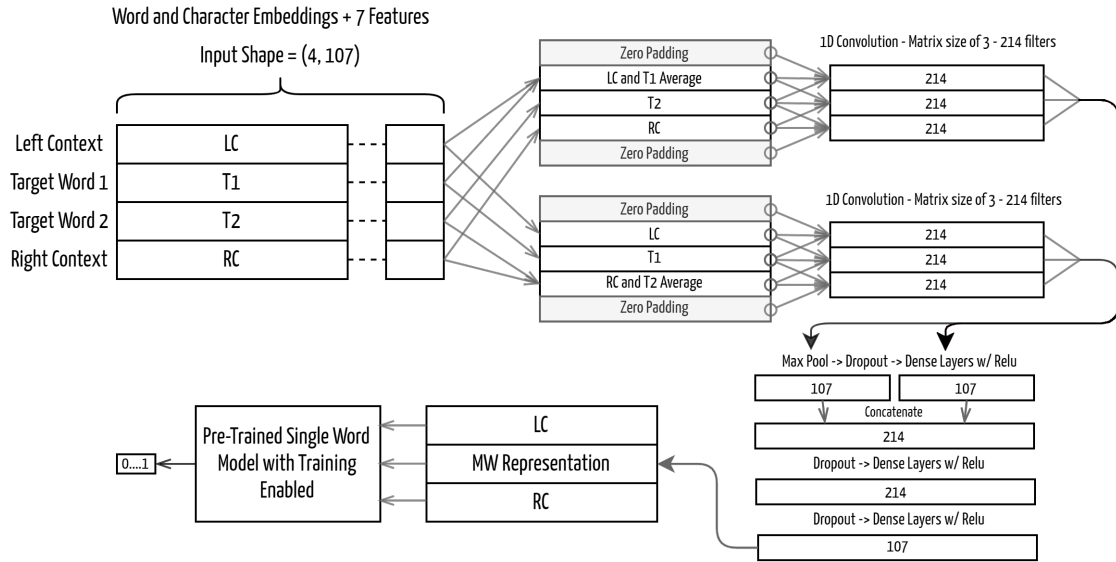 Word and Character Embeddings + 7 Features
Input Shape = (4, 107)
Left Context
LC
Target Word 1
T1
Target Word 2
T2
Right Context
RC
Zero Padding
LC and T1 Average
T2
RC
Zero Padding
1D Convolution - Matrix size of 3 - 214 filters
214
214
214
Zero Padding
LC
T1
RC and T2 Average
Zero Padding
1D Convolution - Matrix size of 3 - 214 filters
214
214
214
Max Pool -> Dropout -> Dense Layers w/ Relu
107
107
Concatenate
214
Dropout -> Dense Layers w/ Relu
214
Dropout -> Dense Layers w/ Relu
107
LC
MW Representation
RC
Pre-Trained Single Word
Model with Training
Enabled
0....1